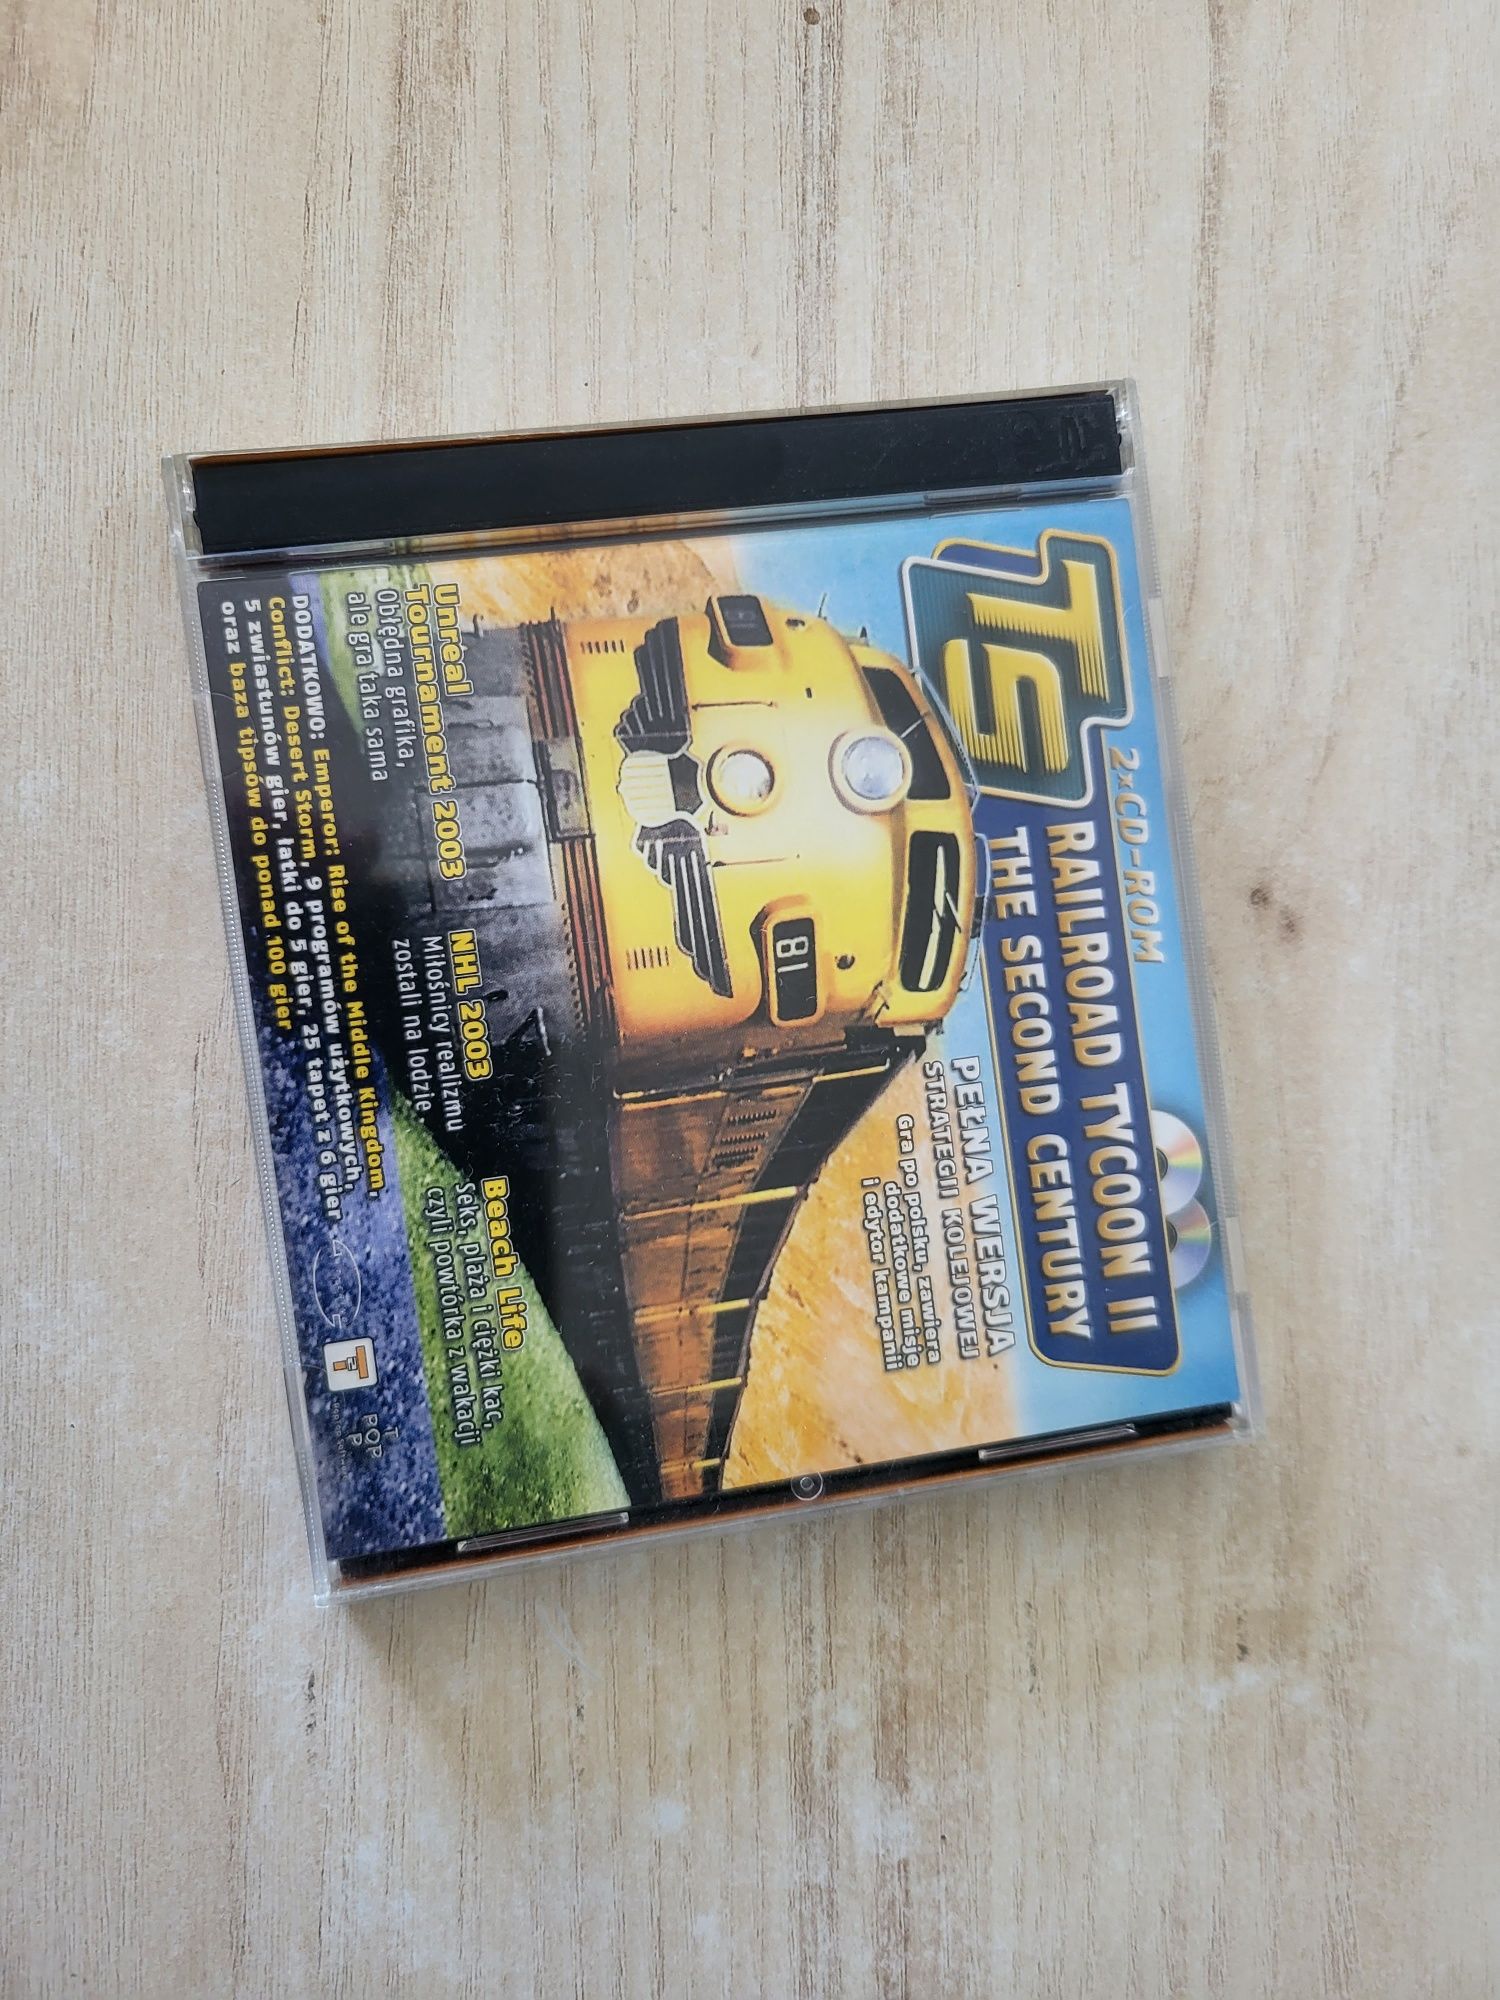 2×CD-ROM
TS
RAILROAD TYCOON II
THE SECOND CENTURY
PEŁNA WERSJA
STRATEGII KOLEJOWEJ
Gra po polsku, zawiera
dodatkowe misje
i edytor kampanii
81
Unreal
Tournament 2003
Obłędna grafika,
ale gra taka sama
NHL 2003
Miłośnicy realizmu
zostali na lodzie
Beach Life
Seks, plaża i ciężki kac,
czyli powtórka z wakacji
DODATKOWO: Emperor: Rise of the Middle Kingdom,
Conflict: Desert Storm, 9 programów użytkowych,
5 zwiastunów gier, łatki do 5 gier, 25 tapet z 6 gier
oraz baza tipsów do ponad 100 gier
T2
TOP
POP